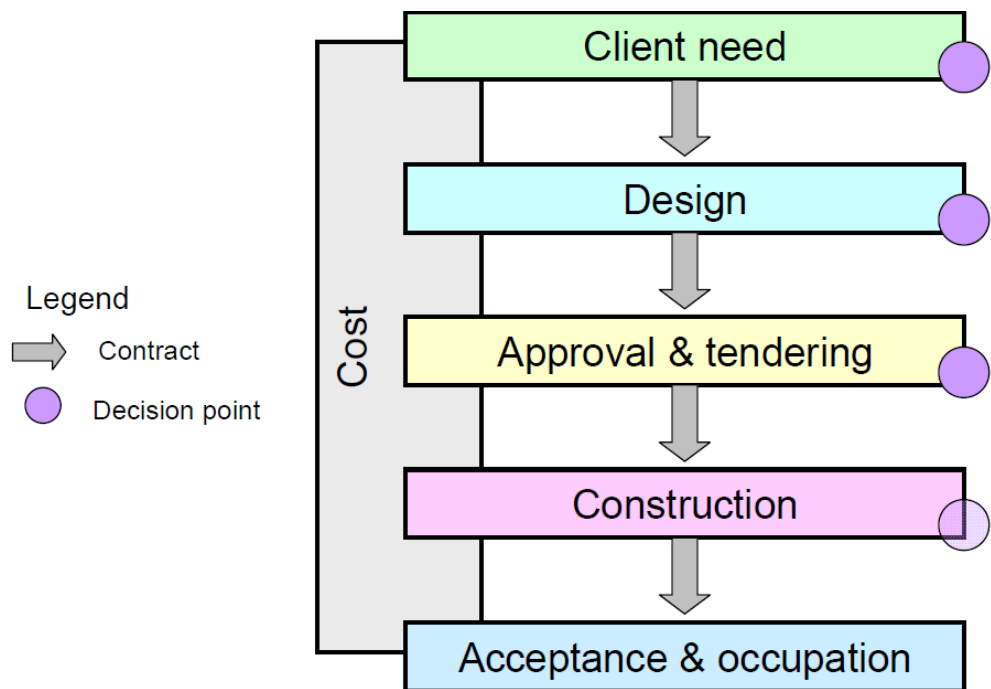 Client need
Design
Legend
Contract
Decision point
Cost
Approval & tendering
Construction
Acceptance & occupation